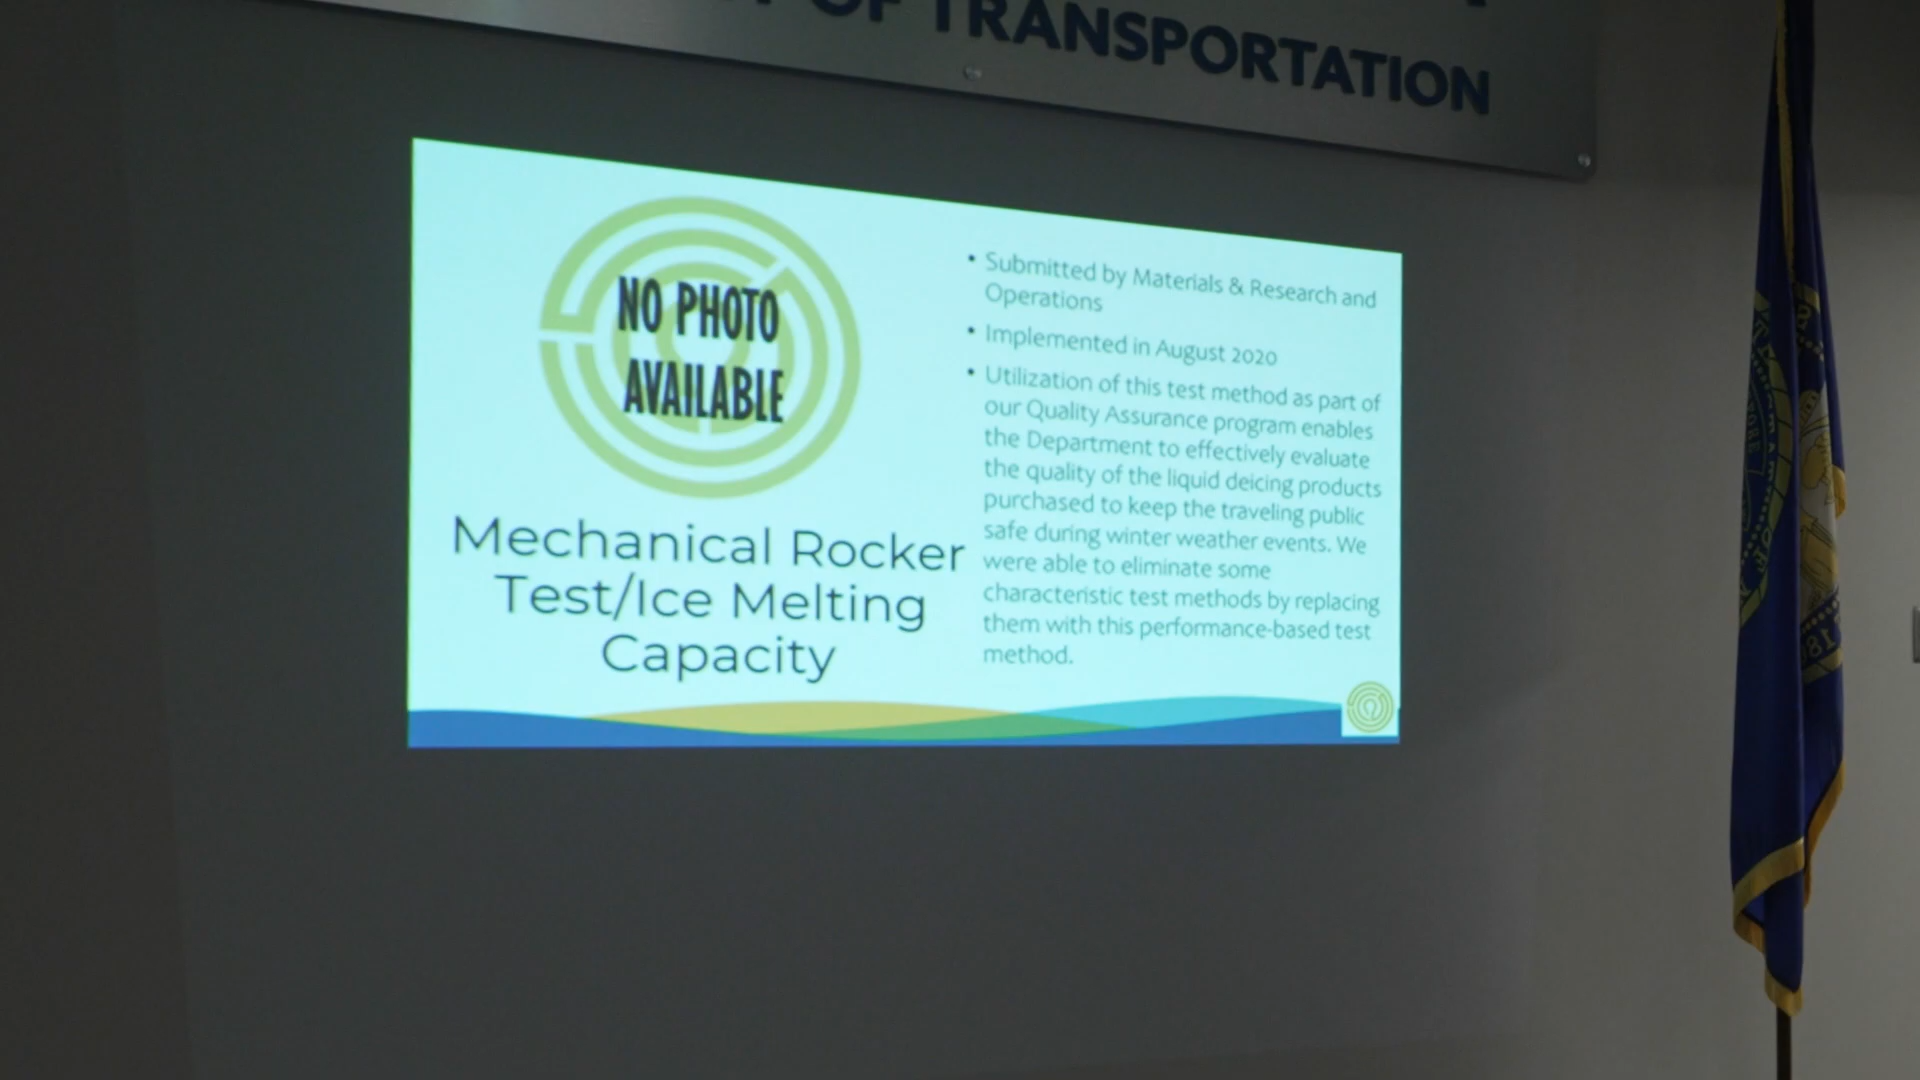 OF TRANSPORTATION
NO PHOTO
AVAILABLE
Mechanical Rocker
Test/Ice Melting
Capacity
• Submitted by Materials & Research and
Operations
• Implemented in August 2020
• Utilization of this test method as part of
our Quality Assurance program enables
the Department to effectively evaluate
the quality of the liquid deicing products
purchased to keep the traveling public
safe during winter weather events. We
were able to eliminate some
characteristic test methods by replacing
them with this performance-based test
method.